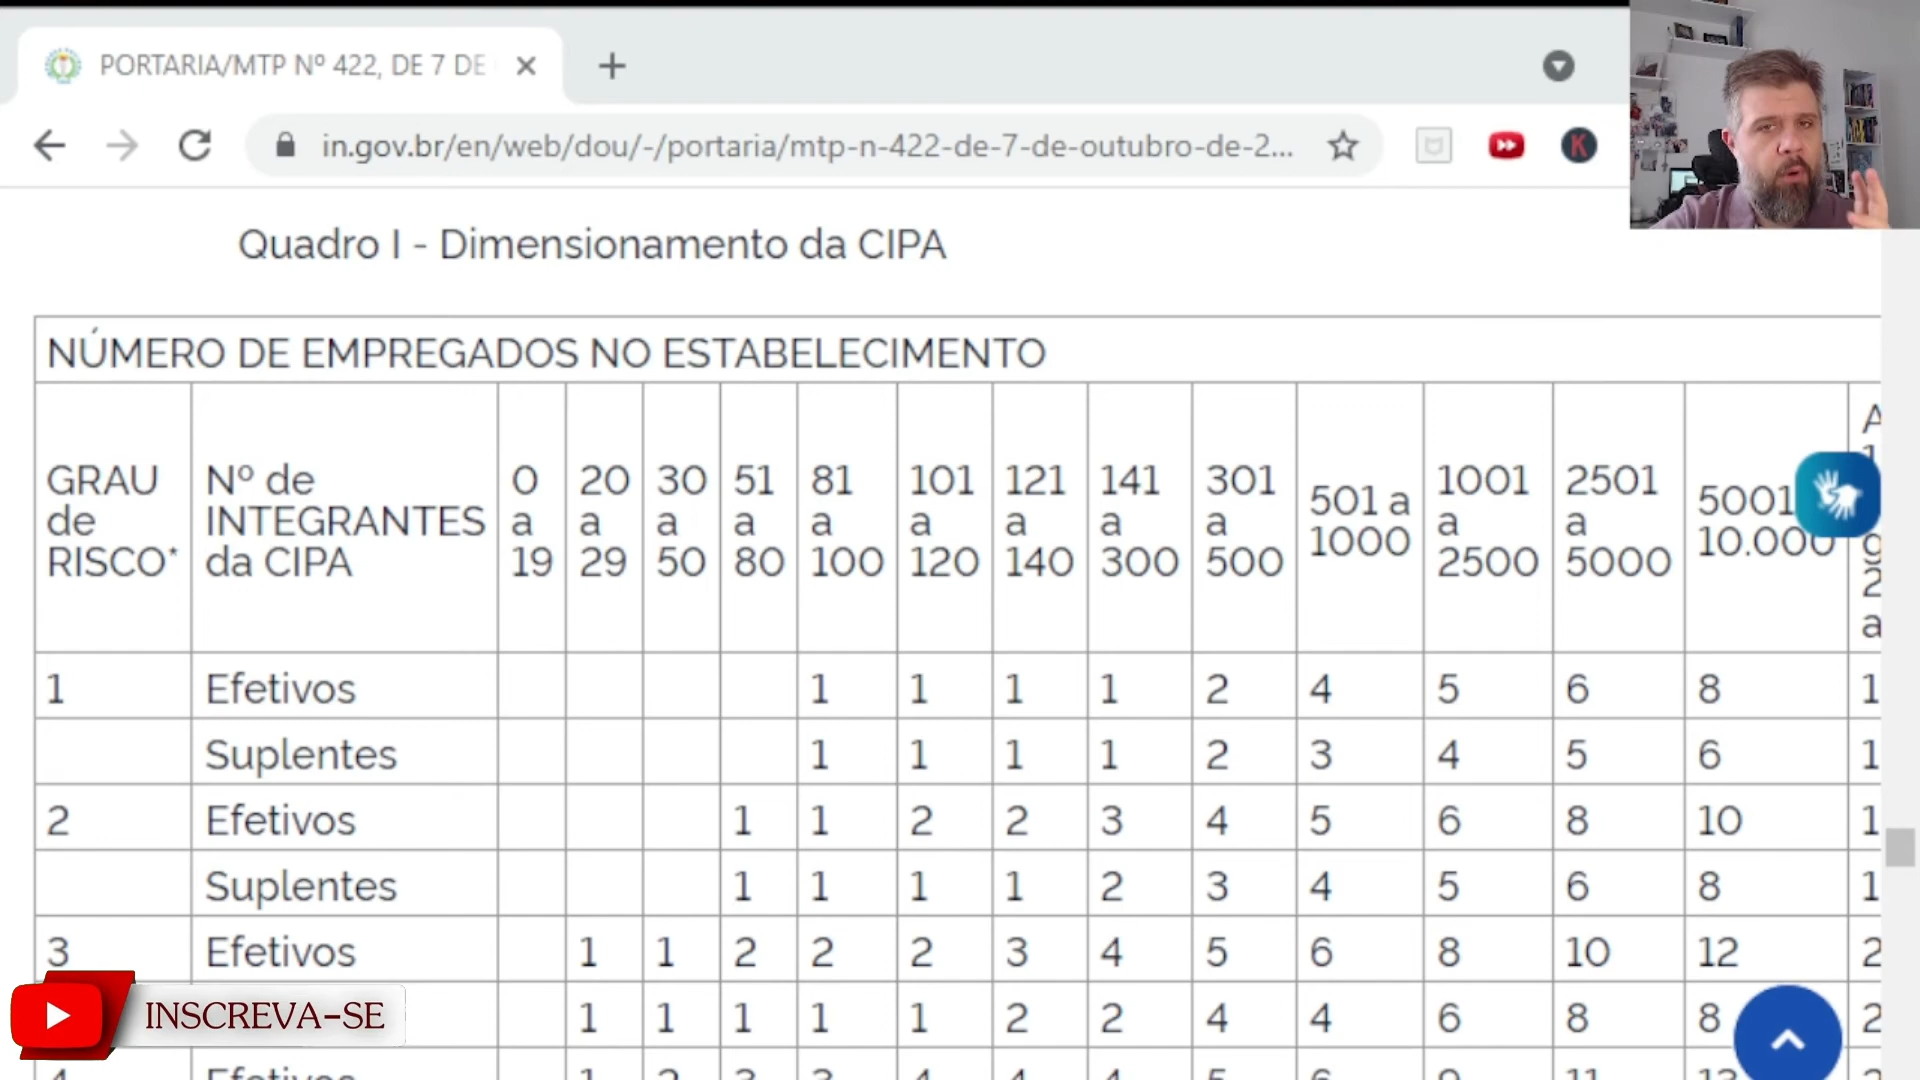 PORTARIA/MTP Nº 422, DE 7 DE
in.gov.br/en/web/dou/-/portaria/mtp-n-422-de-7-de-outubro-de-2...
Quadro I - Dimensionamento da CIPA
NÚMERO DE EMPREGADOS NO ESTABELECIMENTO
GRAU de RISCO* Nº de INTEGRANTES da CIPA 0 a 19 20 a 29 30 a 50 51 a 80 81 a 100 101 a 120 121 a 140 141 a 300 301 a 500 501 a 1000 1001 a 2500 2501 a 5000 5001 10.000
1 Efetivos 1 1 1 1 2 4 5 6 8 1
Suplentes 1 1 1 1 2 3 4 5 6 1
2 Efetivos 1 1 2 2 3 4 5 6 8 10 1
Suplentes 1 1 1 1 2 3 4 5 6 8 1
3 Efetivos 1 1 2 2 2 3 4 5 6 8 10 12 2
1 1 1 1 1 2 2 4 4 6 8 8 2
INSCREVA-SE
Efetivos